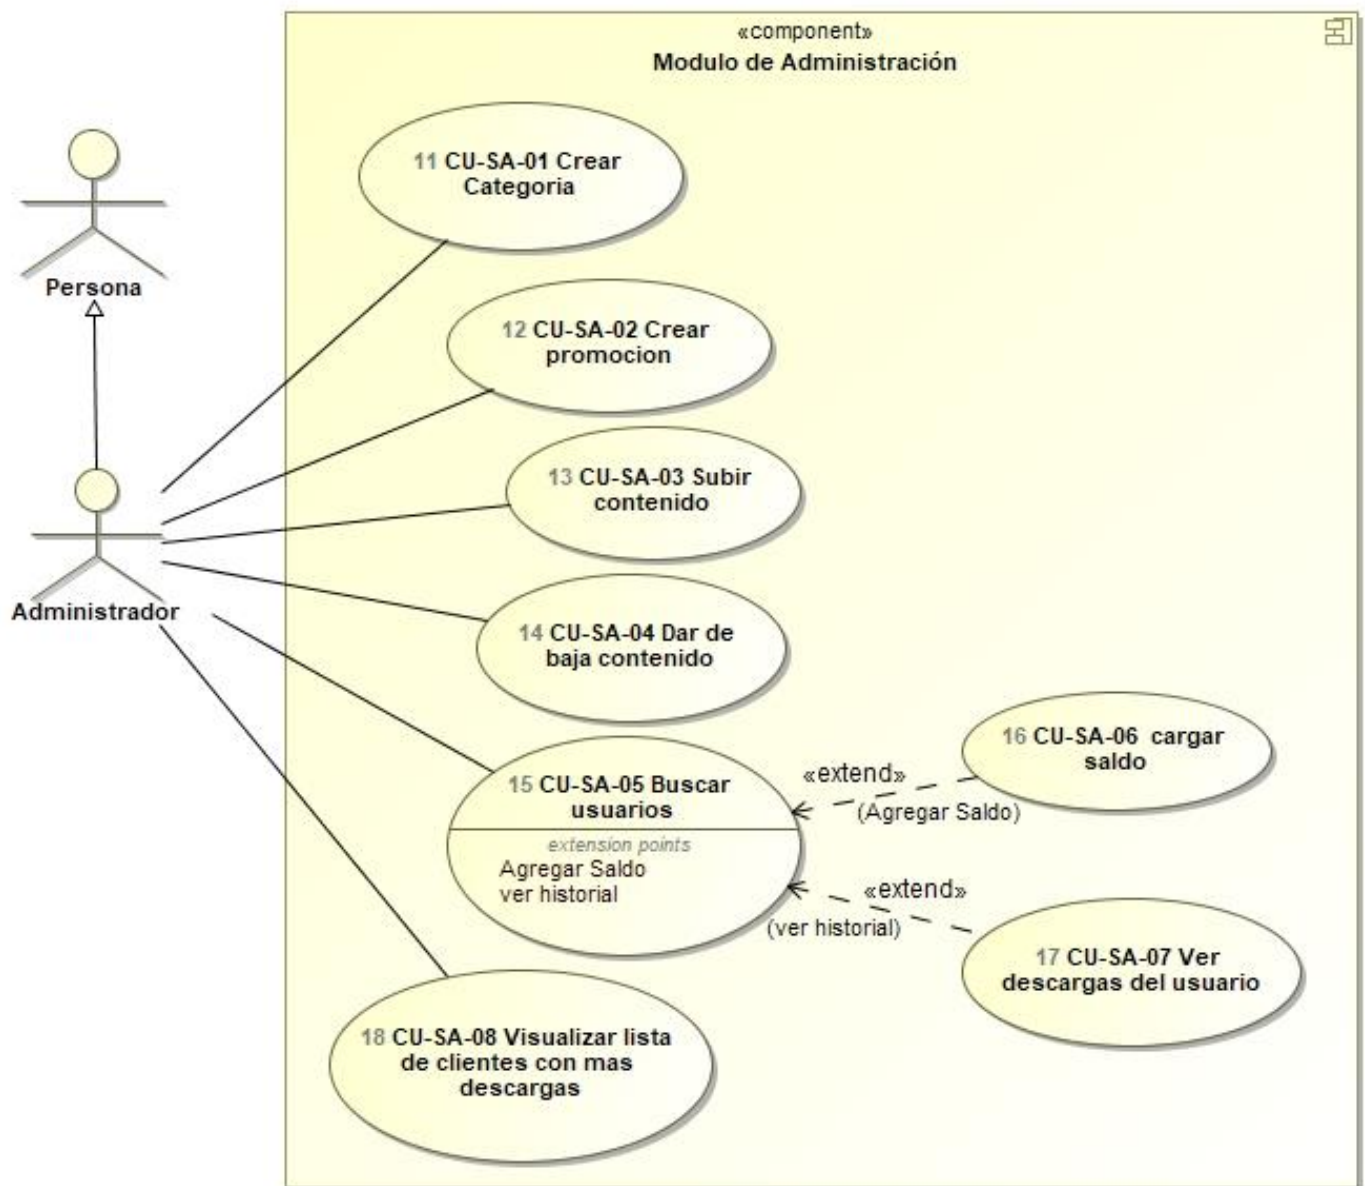 «component»
Modulo de Administración
11 CU-SA-01 Crear
Categoria
Persona
12 CU-SA-02 Crear
promocion
13 CU-SA-03 Subir
contenido
Administrador
14 CU-SA-04 Dar de
baja contenido
15 CU-SA-05 Buscar
usuarios
extension points
Agregar Saldo
ver historial
«extend»
(Agregar Saldo)
16 CU-SA-06 cargar
saldo
«extend»
(ver historial)
17 CU-SA-07 Ver
descargas del usuario
18 CU-SA-08 Visualizar lista
de clientes con mas
descargas